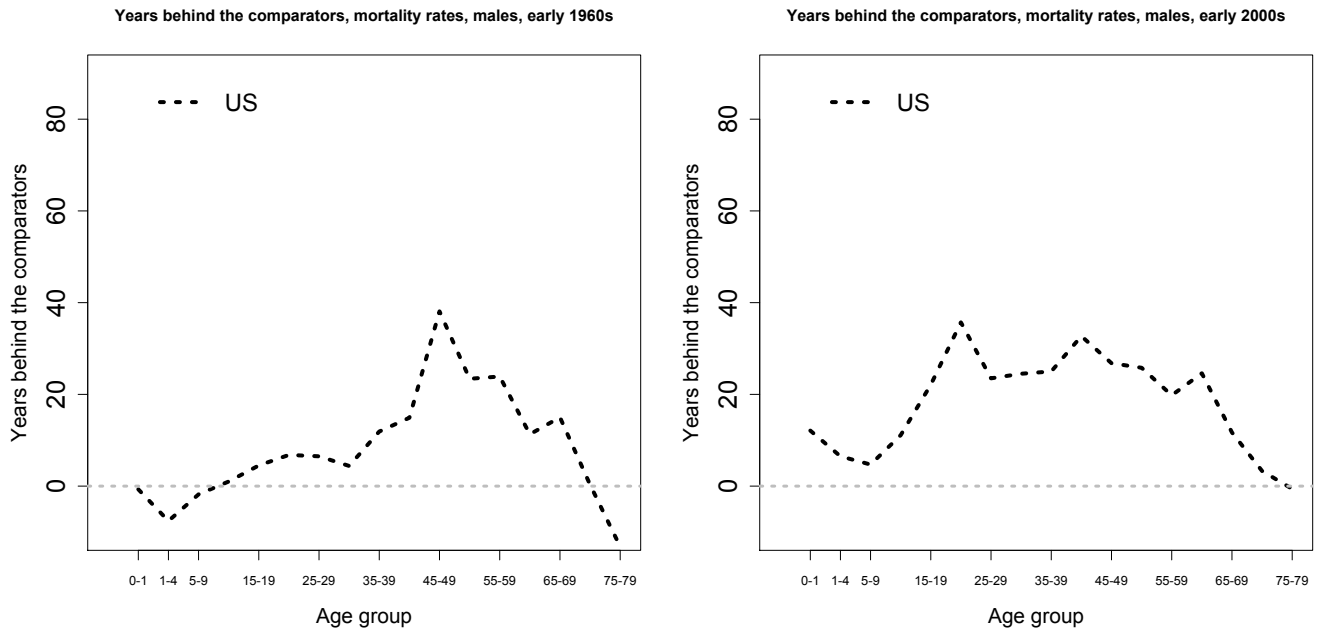 Years behind the comparators, mortality rates, males, early 1960s
US
80
60
40
20
0
Years behind the comparators
0-1 1-4 5-9 15-19 25-29 35-39 45-49 55-59 65-69 75-79
Age group
Years behind the comparators, mortality rates, males, early 2000s
US
80
60
40
20
0
Years behind the comparators
0-1 1-4 5-9 15-19 25-29 35-39 45-49 55-59 65-69 75-79
Age group